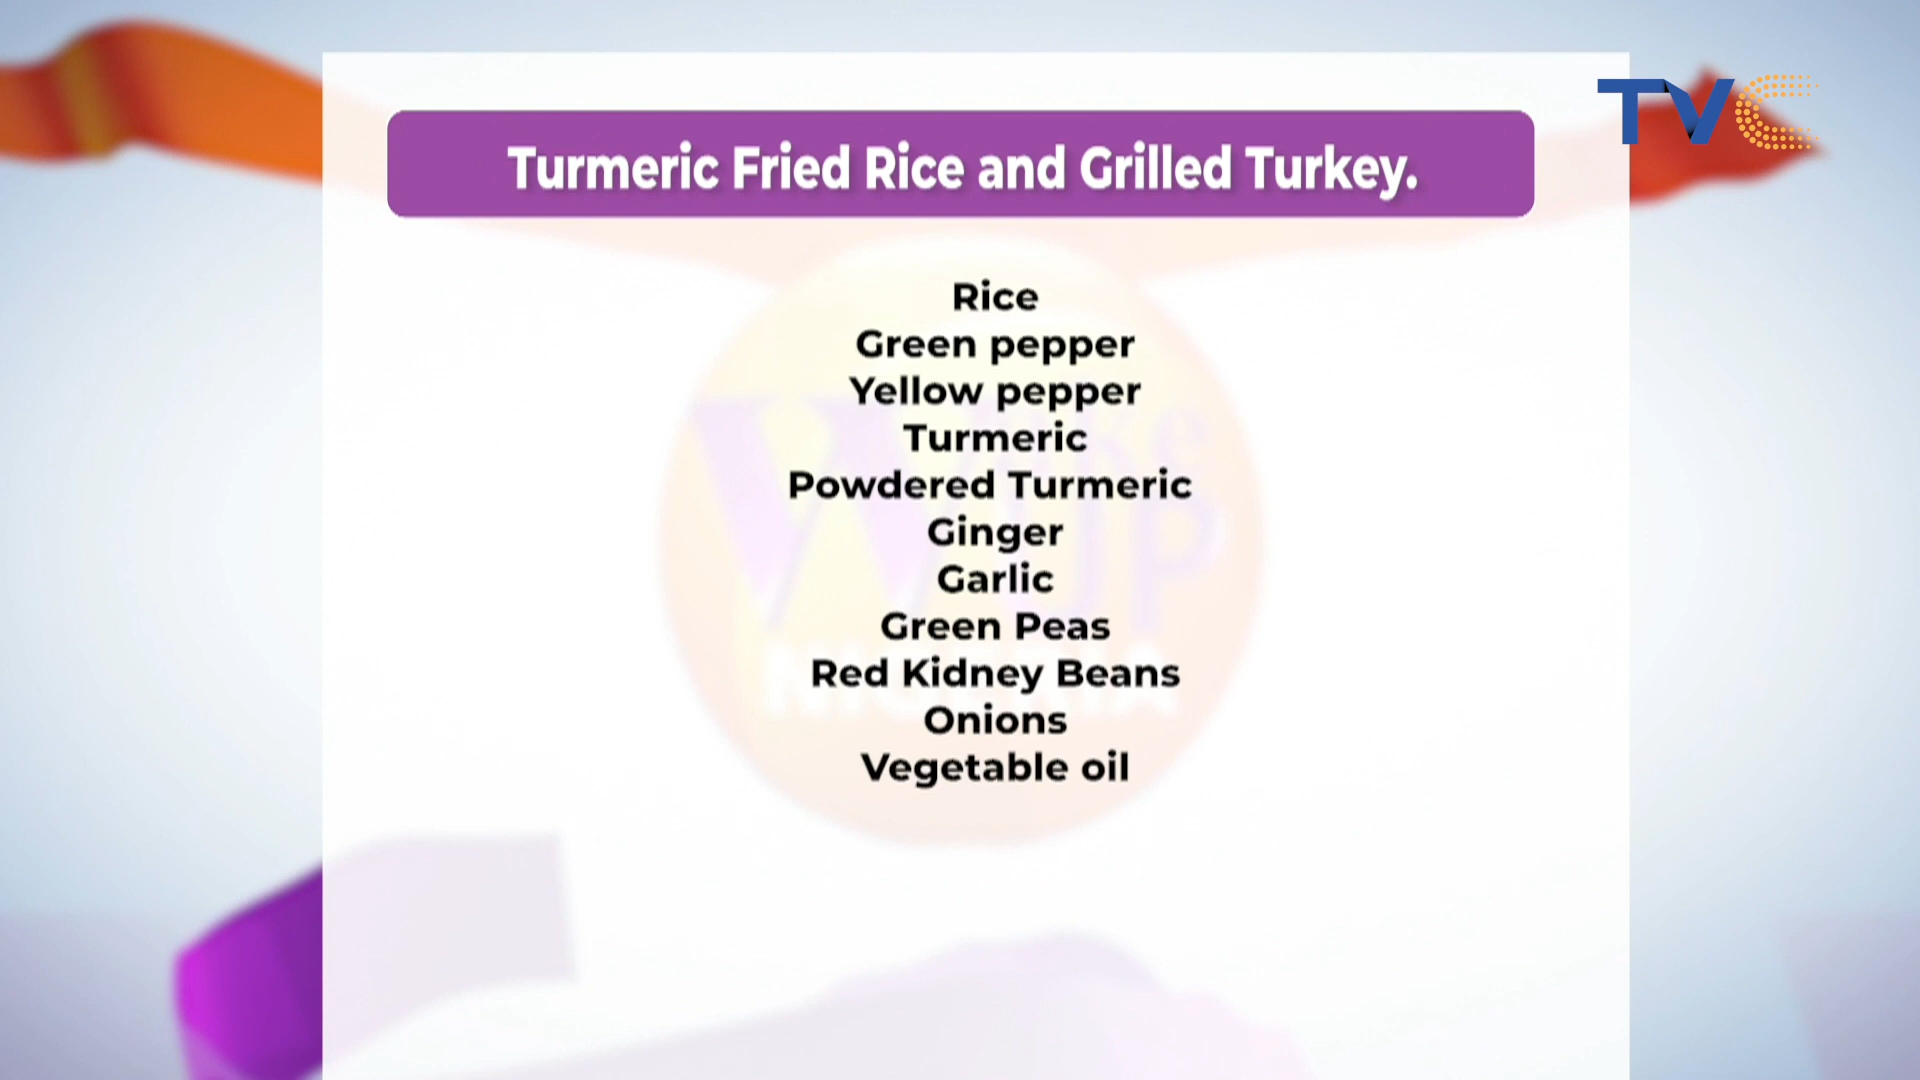 TVC
Turmeric Fried Rice and Grilled Turkey.
Rice
Green pepper
Yellow pepper
Turmeric
Powdered Turmeric
Ginger
Garlic
Green Peas
Red Kidney Beans
Onions
Vegetable oil